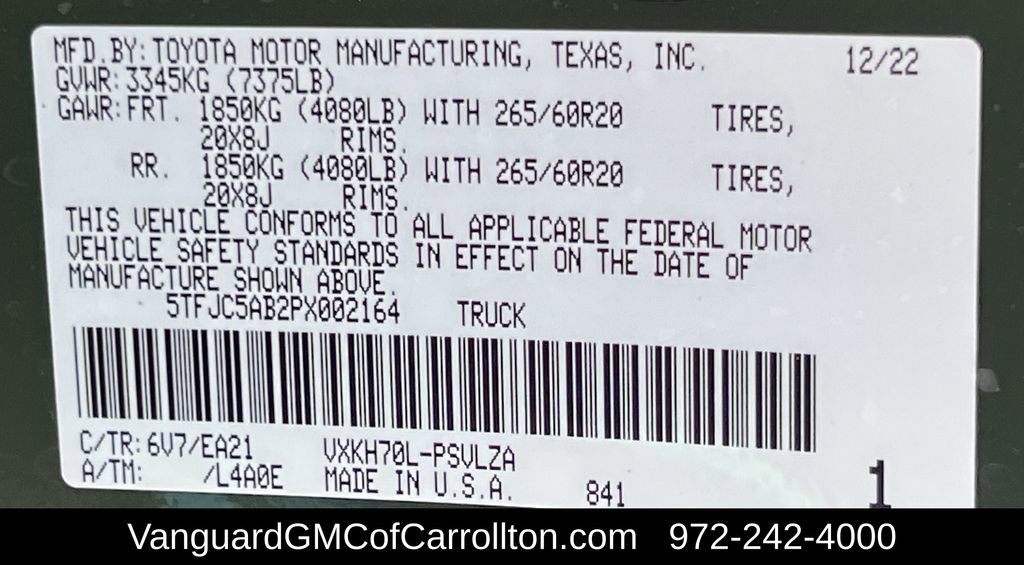 MFD.BY: TOYOTA MOTOR MANUFACTURING, TEXAS, INC. 12/22
GVWR: 3345KG (7375LB)
GAWR: FRT. 1850KG (4080LB) WITH 265/60R20 TIRES,
20X8J RIMS.
RR. 1850KG (4080LB) WITH 265/60R20 TIRES,
20X8J RIMS.
THIS VEHICLE CONFORMS TO ALL APPLICABLE FEDERAL MOTOR
VEHICLE SAFETY STANDARDS IN EFFECT ON THE DATE OF
MANUFACTURE SHOWN ABOVE.
5TFJC5AB2PX002164 TRUCK
C/TR: 6V7/EA21 VXKH70L-PSVLZA
A/TM: /L4A0E MADE IN U.S.A. 841 1
VanguardGMCofCarrollton.com 972-242-4000